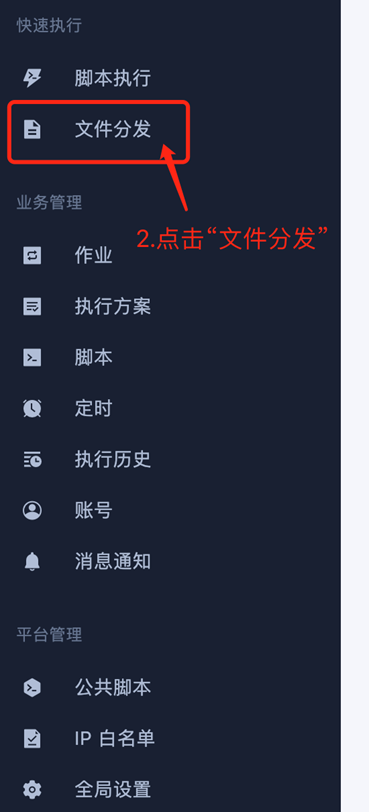 快速执行
脚本执行
文件分发
业务管理
2.点击“文件分发”
作业
执行方案
脚本
定时
执行历史
账号
消息通知
平台管理
公共脚本
IP 白名单
全局设置